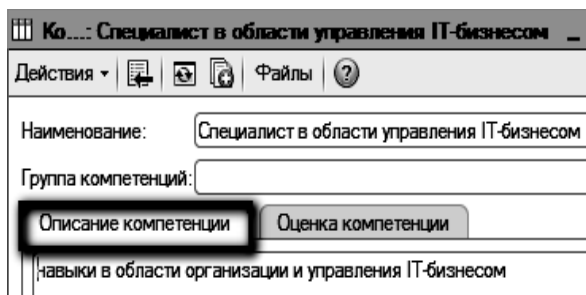 Ко...: Специалист в области управления IT-бизнесом
Действия Файлы ?
Наименование: Специалист в области управления IT-бизнесом
Группа компетенций:
Описание компетенции Оценка компетенции
навыки в области организации и управления IT-бизнесом